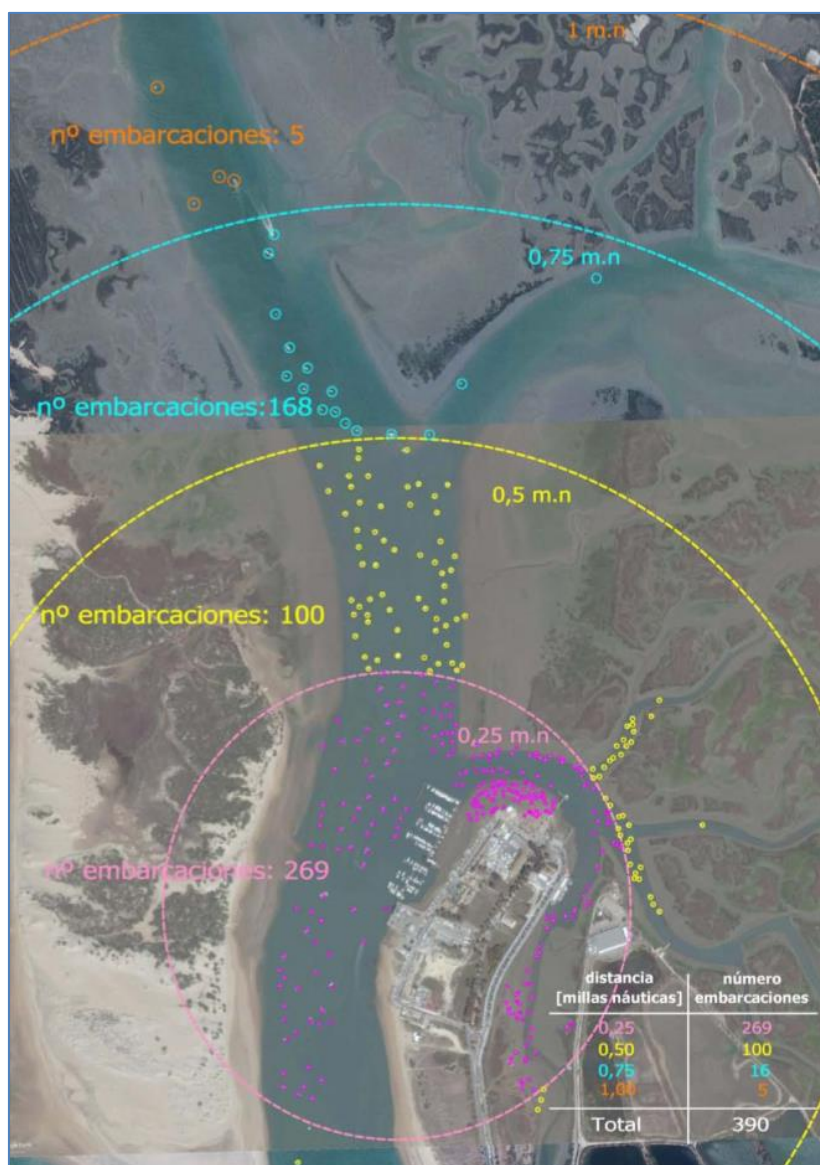 1 m.n
nº embarcaciones: 5
0,75 m.n
nº embarcaciones:168
0,5 m.n
nº embarcaciones: 100
0,25 m.n
nº embarcaciones: 269
distancia número
[millas náuticas] embarcaciones
0,25 269
0,50 100
0,75 16
1,00 5
Total 390